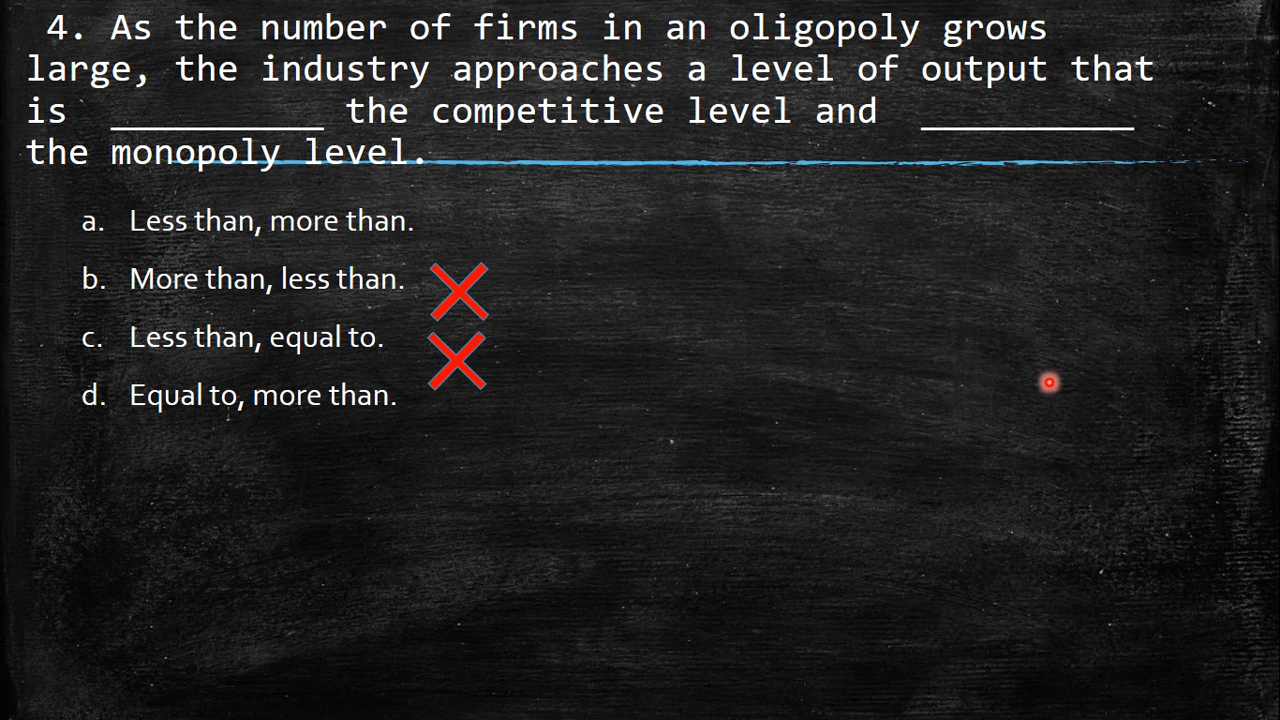 4. As the number of firms in an oligopoly grows
large, the industry approaches a level of output that
is __________ the competitive level and __________
the monopoly level.
a. Less than, more than.
b. More than, less than.
c. Less than, equal to.
d. Equal to, more than.